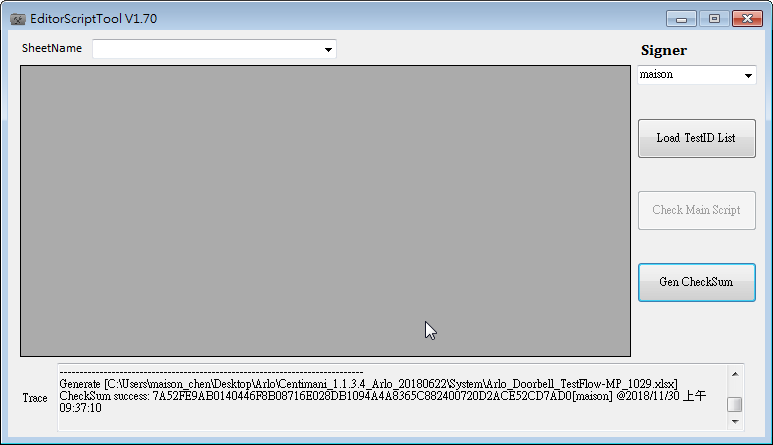 EditorScriptTool V1.70
SheetName
Signer
maison
Load TestID List
Check Main Script
Gen CheckSum
Trace
--------------------------------------------------------------------------------
Generate [C:\Users\maison_chen\Desktop\Arlo\Centimani_1.1.3.4_Arlo_20180622\System\Arlo_Doorbell_TestFlow-MP_1029.xlsx]
CheckSum success: 7A52FE9AB0140446F8B08716E028DB1094A4A8365C882400720D2ACE52CD7AD0[maison] @2018/11/30 上午
09:37:10